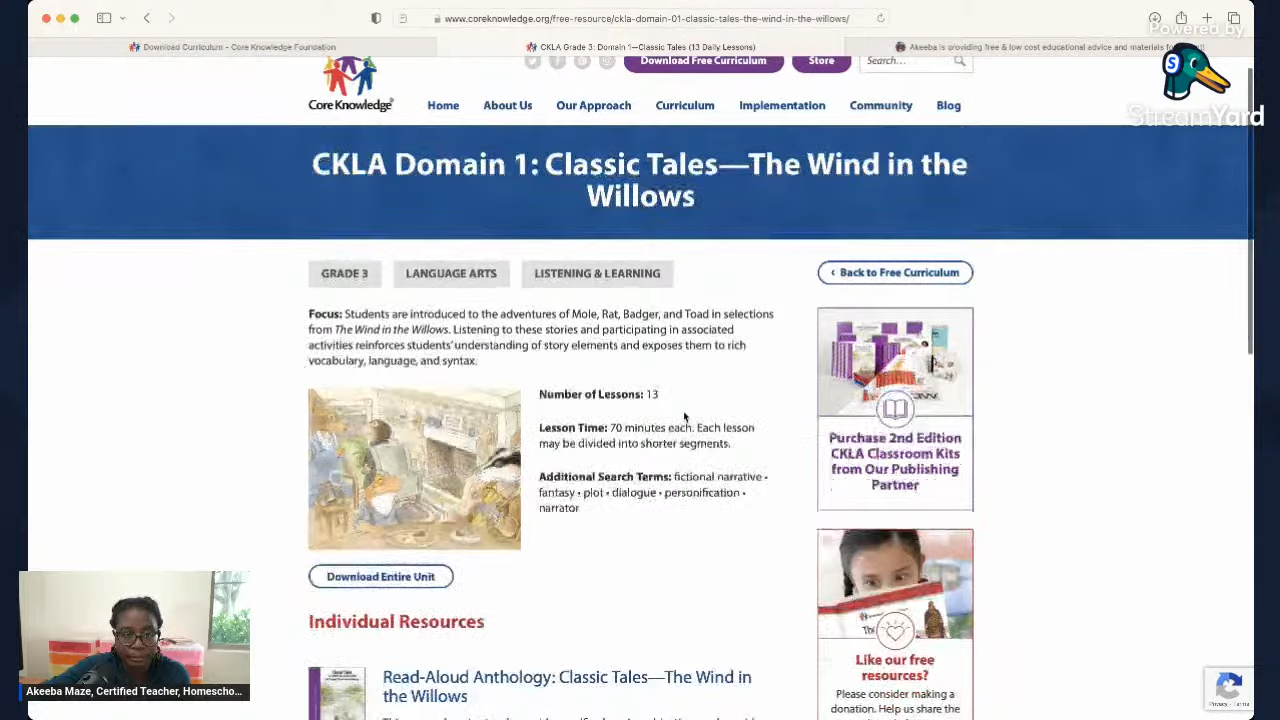 www.coreknowledge.org/free-resource/ckla-domain-01-classic-tales-the-wind-in-the-willows/
Powered by
Download Curriculum - Core Knowledge Foundation
CKLA Grade 3: Domain 1—Classic Tales (13 Daily Lessons)
Akeeba is providing free & low cost educational advice and materials for
StreamYard
Core Knowledge®
Download Free Curriculum
Store
Search...
Home
About Us
Our Approach
Curriculum
Implementation
Community
Blog
CKLA Domain 1: Classic Tales—The Wind in the
Willows
GRADE 3
LANGUAGE ARTS
LISTENING & LEARNING
‹ Back to Free Curriculum
Focus: Students are introduced to the adventures of Mole, Rat, Badger, and Toad in selections
from The Wind in the Willows. Listening to these stories and participating in associated
activities reinforces students' understanding of story elements and exposes them to rich
vocabulary, language, and syntax.
Number of Lessons: 13
Lesson Time: 70 minutes each. Each lesson
may be divided into shorter segments.
Additional Search Terms: fictional narrative •
fantasy • plot • dialogue • personification •
narrator
Purchase 2nd Edition
CKLA Classroom Kits
from Our Publishing
Partner
Download Entire Unit
Individual Resources
Read-Aloud Anthology: Classic Tales—The Wind in
the Willows
Like our free
resources?
Please consider making a
donation. Help us share the
Akeeba Maze, Certified Teacher, Homescho...
Privacy - Terms